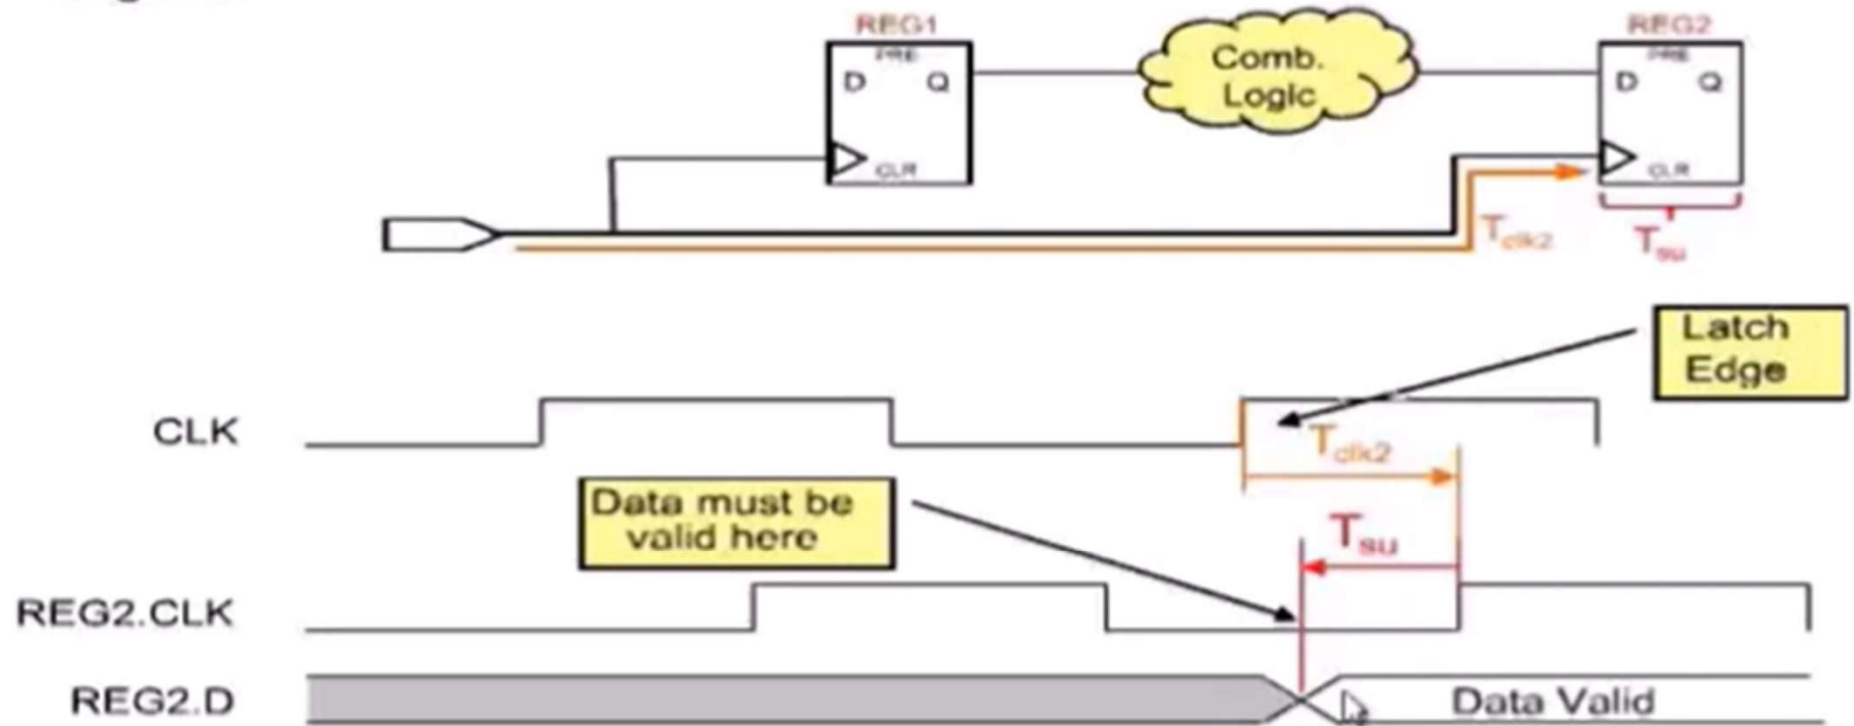 REG1
REG2
PRE
D Q
CLR
Comb.
Logic
PRE
D Q
CLR
Tclk2
Tsu
Latch
Edge
CLK
Tclk2
Data must be
valid here
Tsu
REG2.CLK
REG2.D
Data Valid